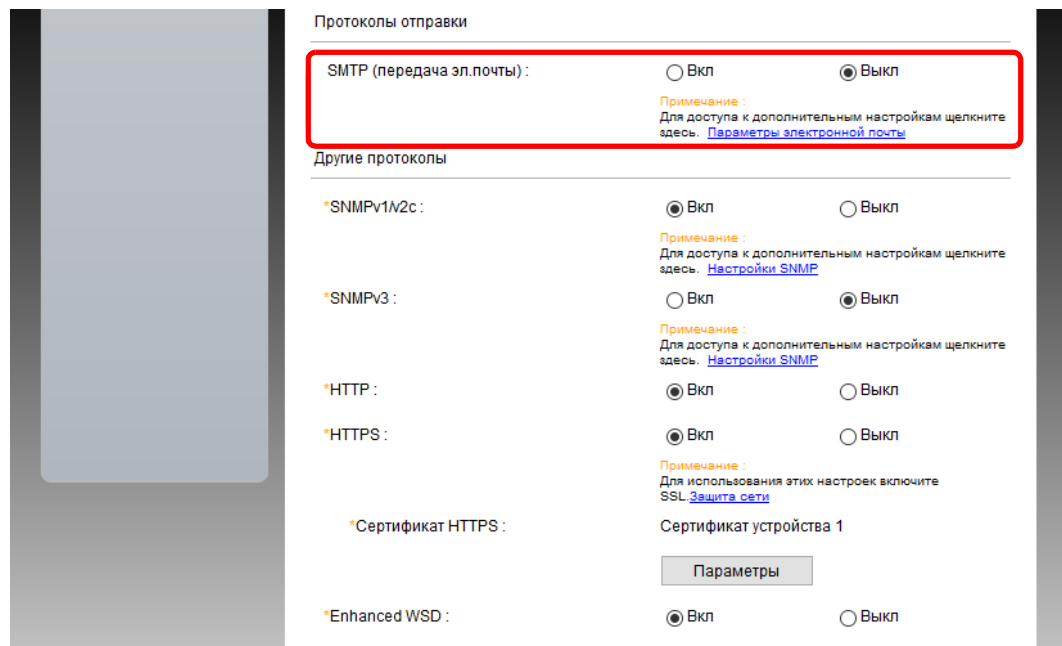 Протоколы отправки
SMTP (передача эл.почты) : Вкл Выкл
Примечание :
Для доступа к дополнительным настройкам щелкните
здесь. Параметры электронной почты
Другие протоколы
*SNMPv1/v2c : Вкл Выкл
Примечание :
Для доступа к дополнительным настройкам щелкните
здесь. Настройки SNMP
*SNMPv3 : Вкл Выкл
Примечание :
Для доступа к дополнительным настройкам щелкните
здесь. Настройки SNMP
*HTTP : Вкл Выкл
*HTTPS : Вкл Выкл
Примечание :
Для использования этих настроек включите
SSL.Защита сети
*Сертификат HTTPS : Сертификат устройства 1
Параметры
*Enhanced WSD : Вкл Выкл